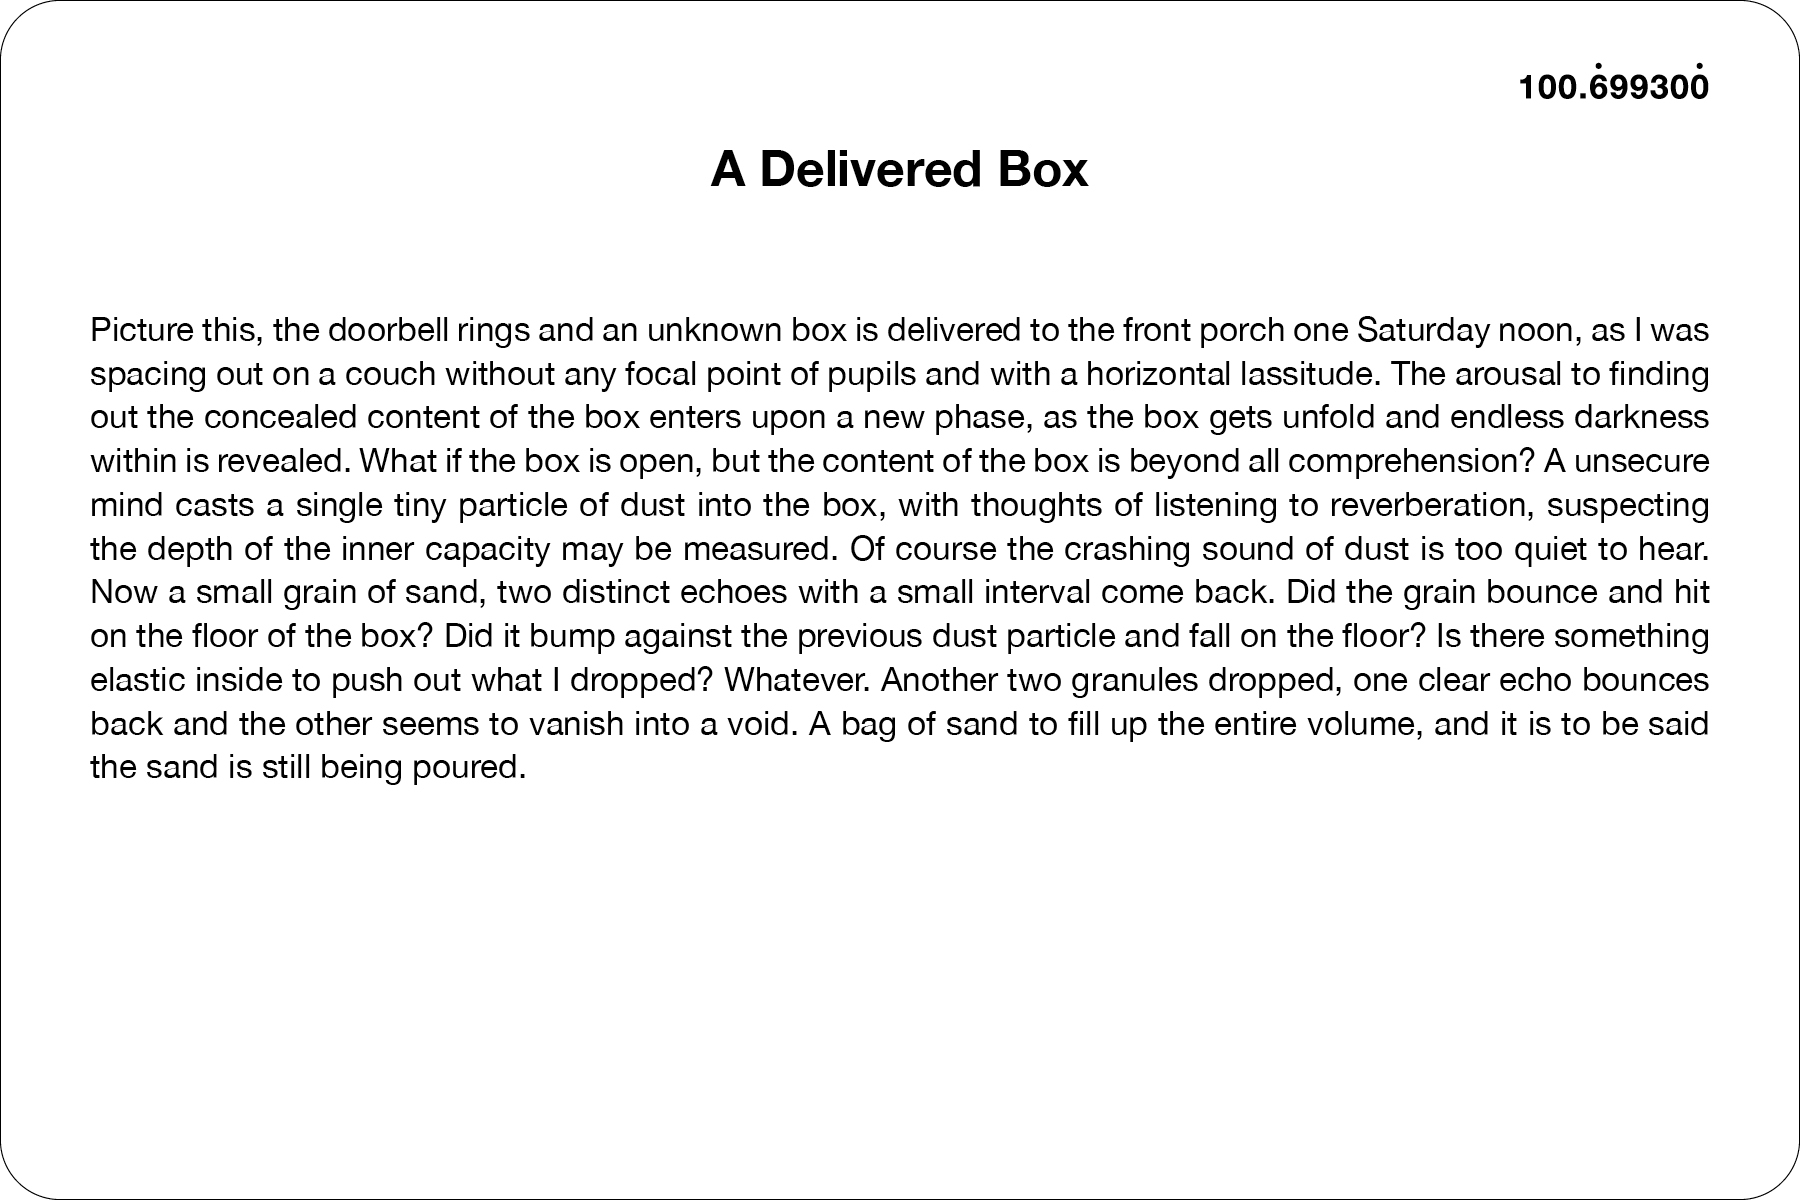 100.6̇993000̇
A Delivered Box
Picture this, the doorbell rings and an unknown box is delivered to the front porch one Saturday noon, as I was
spacing out on a couch without any focal point of pupils and with a horizontal lassitude. The arousal to finding
out the concealed content of the box enters upon a new phase, as the box gets unfold and endless darkness
within is revealed. What if the box is open, but the content of the box is beyond all comprehension? A unsecure
mind casts a single tiny particle of dust into the box, with thoughts of listening to reverberation, suspecting
the depth of the inner capacity may be measured. Of course the crashing sound of dust is too quiet to hear.
Now a small grain of sand, two distinct echoes with a small interval come back. Did the grain bounce and hit
on the floor of the box? Did it bump against the previous dust particle and fall on the floor? Is there something
elastic inside to push out what I dropped? Whatever. Another two granules dropped, one clear echo bounces
back and the other seems to vanish into a void. A bag of sand to fill up the entire volume, and it is to be said
the sand is still being poured.